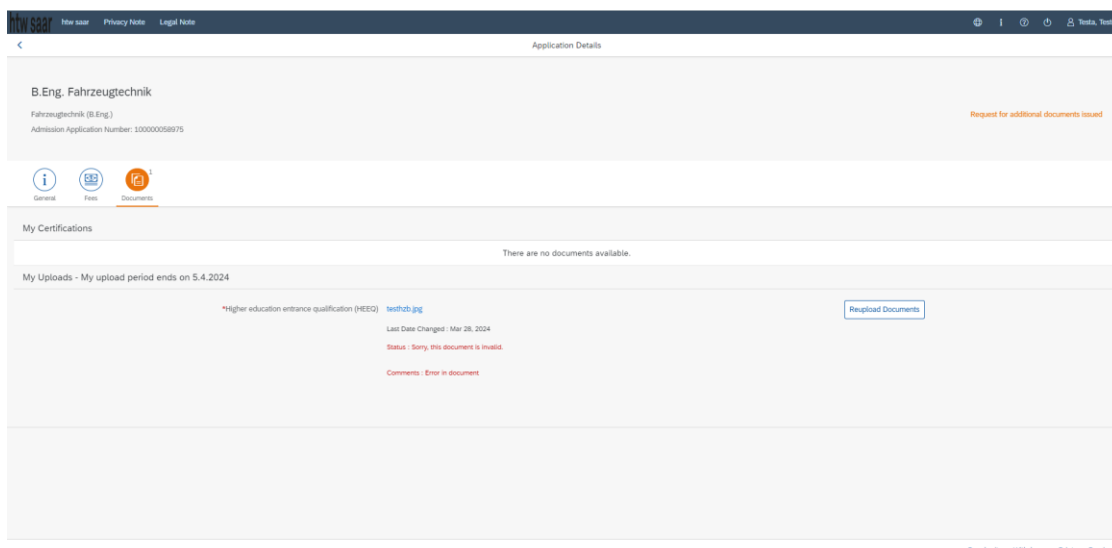 htw saar htw saar Privacy Note Legal Note Testa, Test
Application Details
B.Eng. Fahrzeugtechnik
Fahrzeugtechnik (B.Eng.)
Request for additional documents issued
Admission Application Number: 100000058975
1
General Fees Documents
My Certifications
There are no documents available.
My Uploads - My upload period ends on 5.4.2024
*Higher education entrance qualification (HEEQ) testhzb.jpg Reupload Documents
Last Date Changed : Mar 28, 2024
Status : Sorry, this document is invalid.
Comments : Error in document